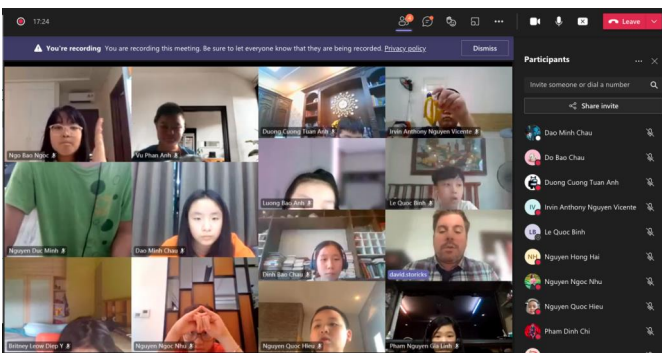 17:24
Leave
You're recording You are recording this meeting. Be sure to let everyone know that they are being recorded. Privacy policy
Dismiss
Ngo Bao Ngoc
Vu Phan Anh
Duong Cuong Tuan Anh
Irvin Anthony Nguyen Vicente
Nguyen Duc Minh
Dao Minh Chau
Luong Bao Anh
Le Quoc Binh
Dinh Bao Chau
david.storicks
Britney Leow Diep Y
Nguyen Ngoc Nhu
Nguyen Quoc Hieu
Pham Nguyen Gia Linh
Participants
Invite someone or dial a number
Share invite
Dao Minh Chau
Do Bao Chau
Duong Cuong Tuan Anh
IV Irvin Anthony Nguyen Vicente
LB Le Quoc Binh
NH Nguyen Hong Hai
Nguyen Ngoc Nhu
Nguyen Quoc Hieu
Pham Dinh Chi